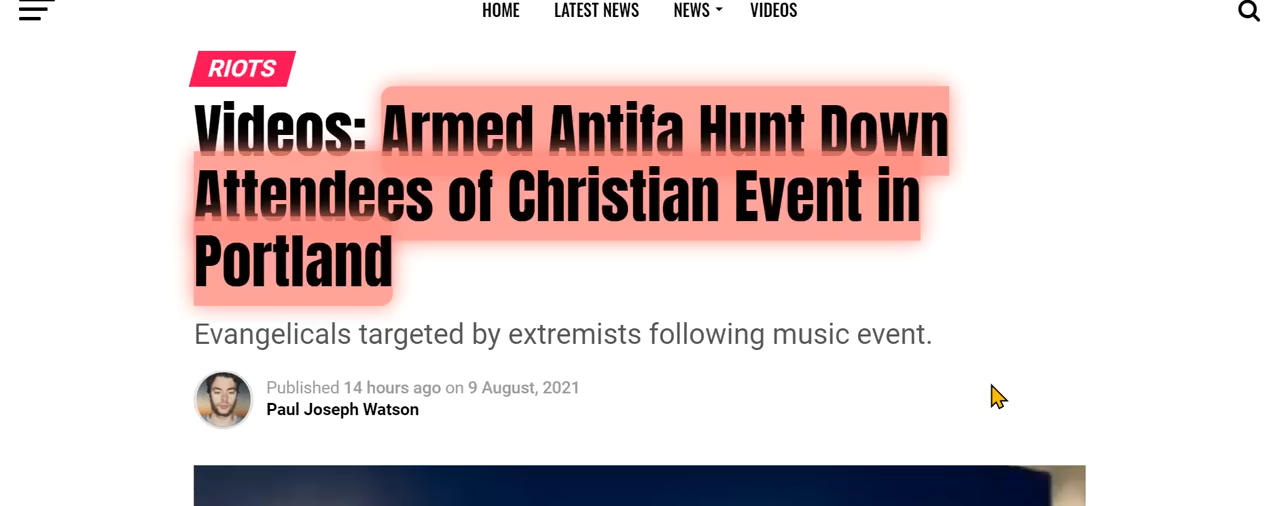 HOME LATEST NEWS NEWS VIDEOS
RIOTS
Videos: Armed Antifa Hunt Down
Attendees of Christian Event in
Portland
Evangelicals targeted by extremists following music event.
Published 14 hours ago on 9 August, 2021
Paul Joseph Watson